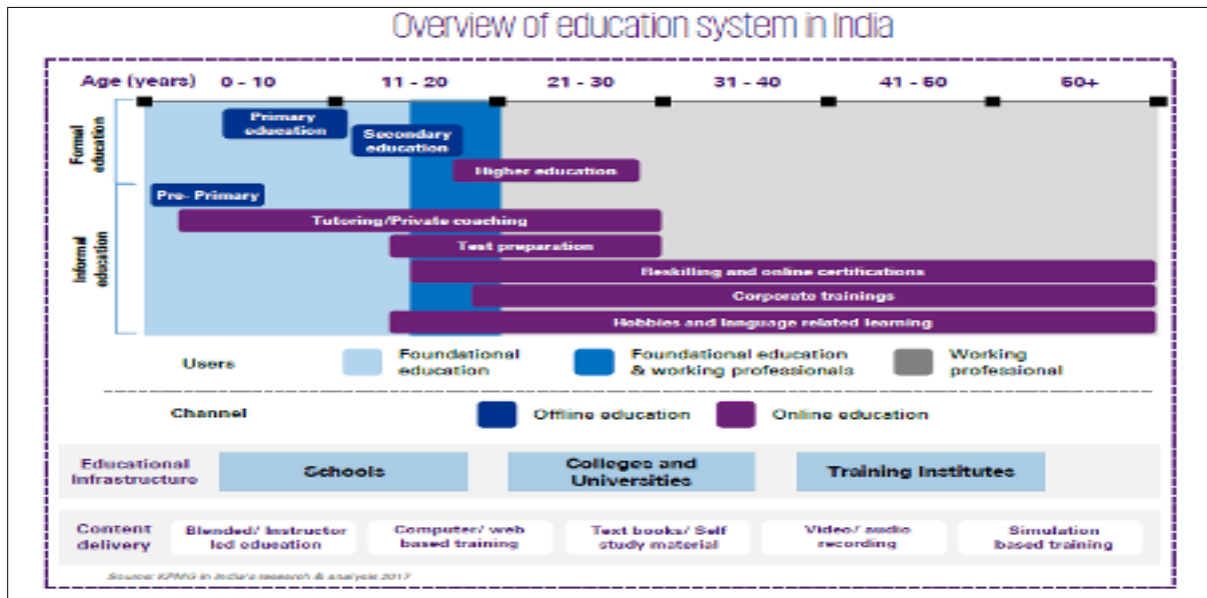 Overview of education system in India
Age (years) 0 - 10 11 - 20 21 - 30 31 - 40 41 - 50 50+
Formal
education
Primary
education
Secondary
education
Higher education
Informal
education
Pre- Primary
Tutoring/Private coaching
Test preparation
Reskilling and online certifications
Corporate trainings
Hobbies and language related learning
Users
Foundational
education
Foundational education
& working professionals
Working
professional
Channel
Offline education
Online education
Educational
Infrastructure
Schools
Colleges and
Universities
Training Institutes
Content
delivery
Blended/ Instructor
led education
Computer/ web
based training
Text books/ Self
study material
Video/ audio
recording
Simulation
based training
Source: KPMG in India's research & analysis 2017